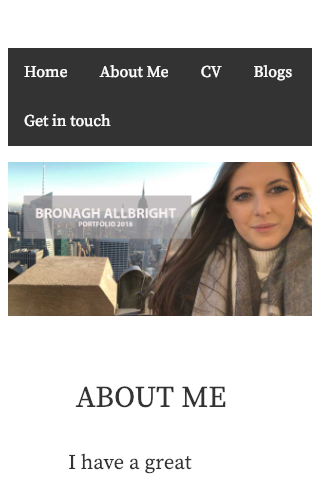 Home About Me CV Blogs
Get in touch
BRONAGH ALLBRIGHT
PORTFOLIO 2018
ABOUT ME
I have a great